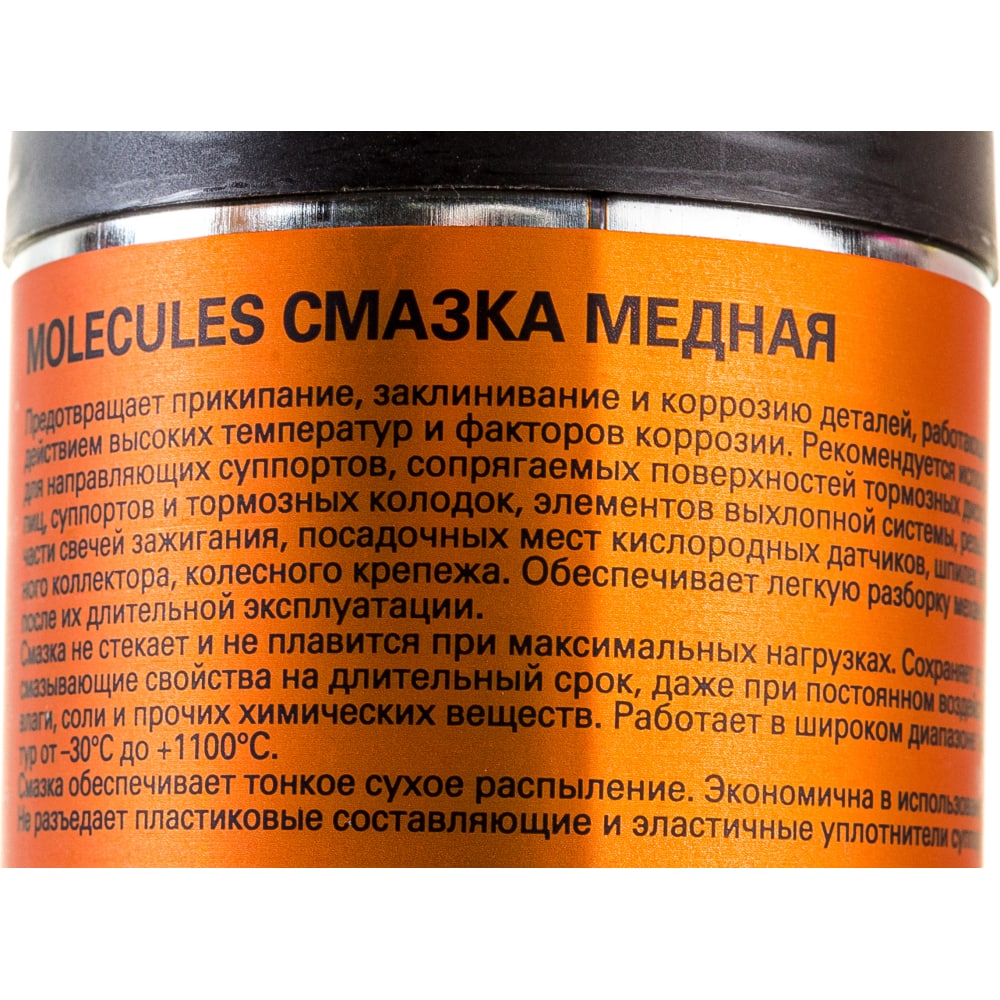 MOLECULES СМАЗКА МЕДНАЯ
Предотвращает прикипание, заклинивание и коррозию деталей,
действием высоких температур и факторов коррозии. Рекомендуется
для направляющих суппортов, сопрягаемых поверхностей тормозных
суппортов и тормозных колодок, элементов выхлопной системы,
части свечей зажигания, посадочных мест кислородных датчиков, шпилек
ного коллектора, колесного крепежа. Обеспечивает легкую разборку
после их длительной эксплуатации.
Смазка не стекает и не плавится при максимальных нагрузках. Сохраняет
смазывающие свойства на длительный срок, даже при постоянном
влаги, соли и прочих химических веществ. Работает в широком диапазоне
тур от –30°С до +1100°С.
Смазка обеспечивает тонкое сухое распыление. Экономична в
Не разъедает пластиковые составляющие и эластичные уплотнители